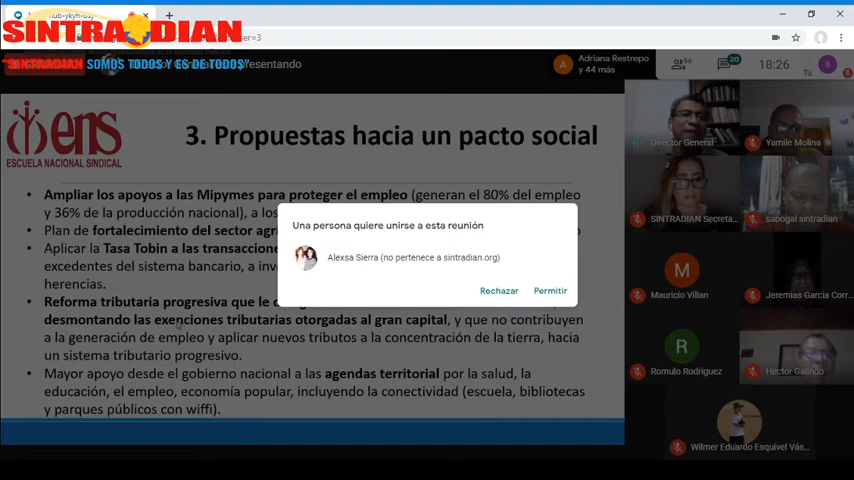 SINTRADIAN
"SINTRADIAN SOMOS TODOS Y ES DE TODOS"
presentando
Adriana Restrepo
y 44 más
56
20
18:26
Tú
ens
ESCUELA NACIONAL SINDICAL
3. Propuestas hacia un pacto social
• Ampliar los apoyos a las Mipymes para proteger el empleo (generan el 80% del empleo
y 36% de la producción nacional), a los
• Plan de fortalecimiento del sector
• Aplicar la Tasa Tobin a las transacciones
excedentes del sistema bancario, a
herencias.
• Reforma tributaria progresiva que le
desmontando las exenciones tributarias otorgadas al gran capital, y que no contribuyen
a la generación de empleo y aplicar nuevos tributos a la concentración de la tierra, hacia
un sistema tributario progresivo.
• Mayor apoyo desde el gobierno nacional a las agendas territorial por la salud, la
educación, el empleo, economía popular, incluyendo la conectividad (escuela, bibliotecas
y parques públicos con wiffi).
Una persona quiere unirse a esta reunión
Alexsa Sierra (no pertenece a sintradian.org)
Rechazar
Permitir
Director General
Yamile Molina
SINTRADIAN Secreta...
sabogal sintradian
M
Mauricio Villan
Jeremias Garcia Corr...
R
Romulo Rodriguez
Héctor Galindo
Wilmer Eduardo Esquivel Vás...